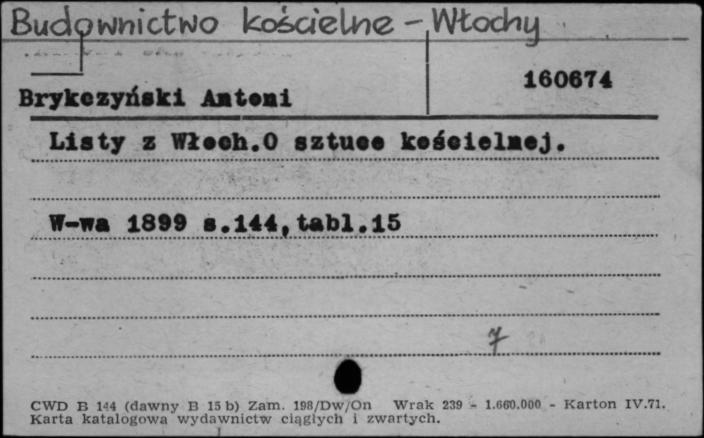 Budownictwo kościelne - Włochy
160674
Brykczyński Antoni
Listy z Włoch.O sztuce kościelnej.
W-wa 1899 s.144,tabl.15
7
CWD B 144 (dawny B 15 b) Zam. 198/Dw/On Wrak 239 - 1.660.000 - Karton IV.71.
Karta katalogowa wydawnictw ciągłych i zwartych.